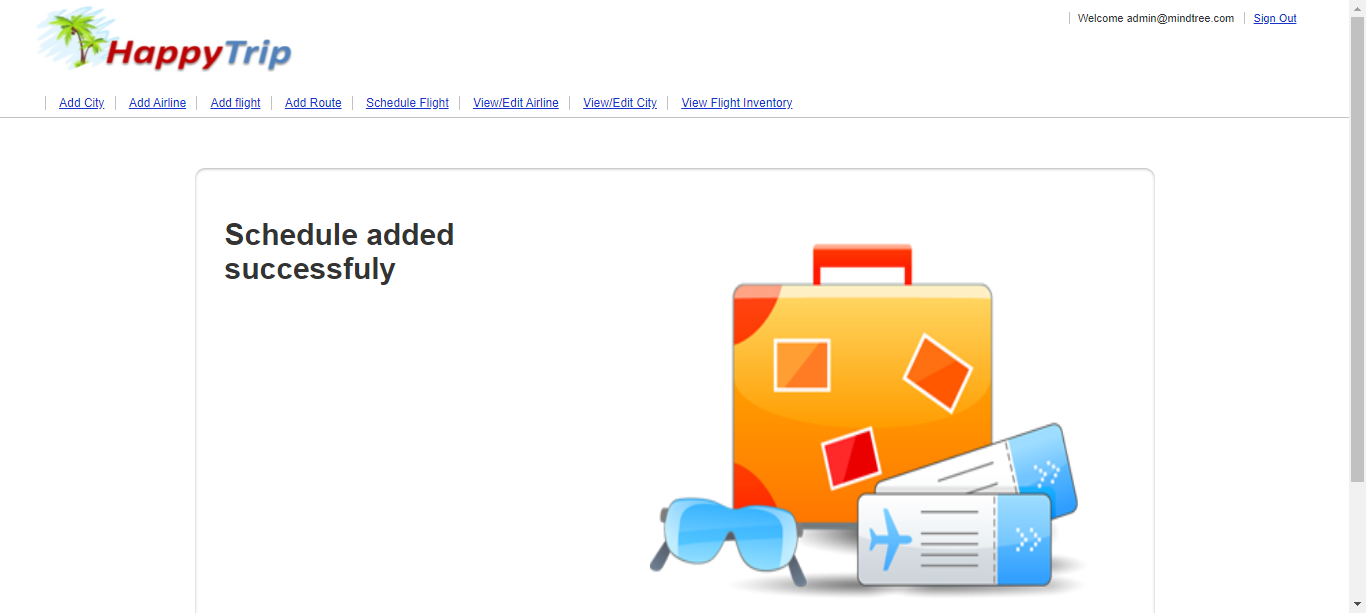 HappyTrip
Welcome admin@mindtree.com Sign Out
Add City Add Airline Add flight Add Route Schedule Flight View/Edit Airline View/Edit City View Flight Inventory
Schedule added
successfuly